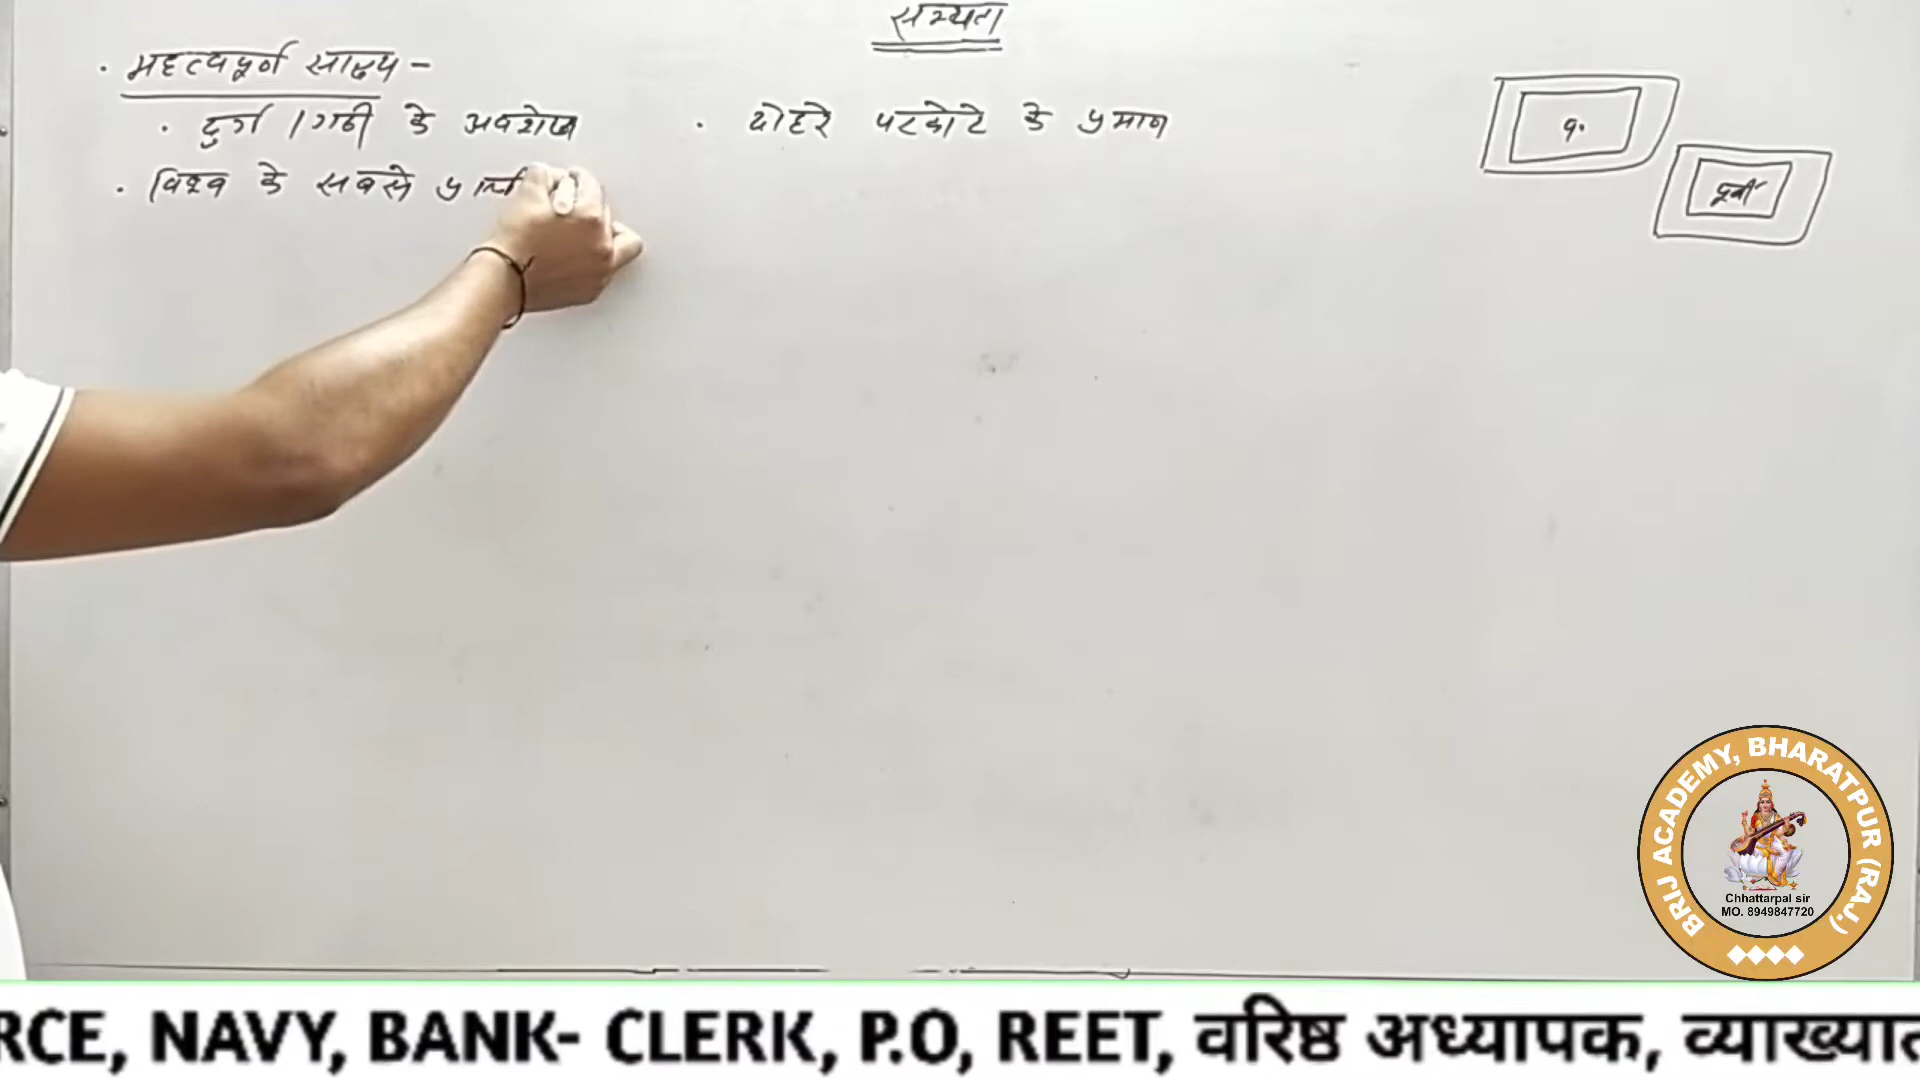 सभ्यता
· महत्वपूर्ण साक्ष्य -
· दुर्ग / गढी के अवशेष · दोहरे परकोटे के प्रमाण
· विश्व के सबसे
प॰
पूर्वी
BRIJ ACADEMY, BHARATPUR (RAJ.)
Chhattarpal sir
MO. 8949847720
RCE, NAVY, BANK- CLERK, P.O, REET, वरिष्ठ अध्यापक, व्याख्यात